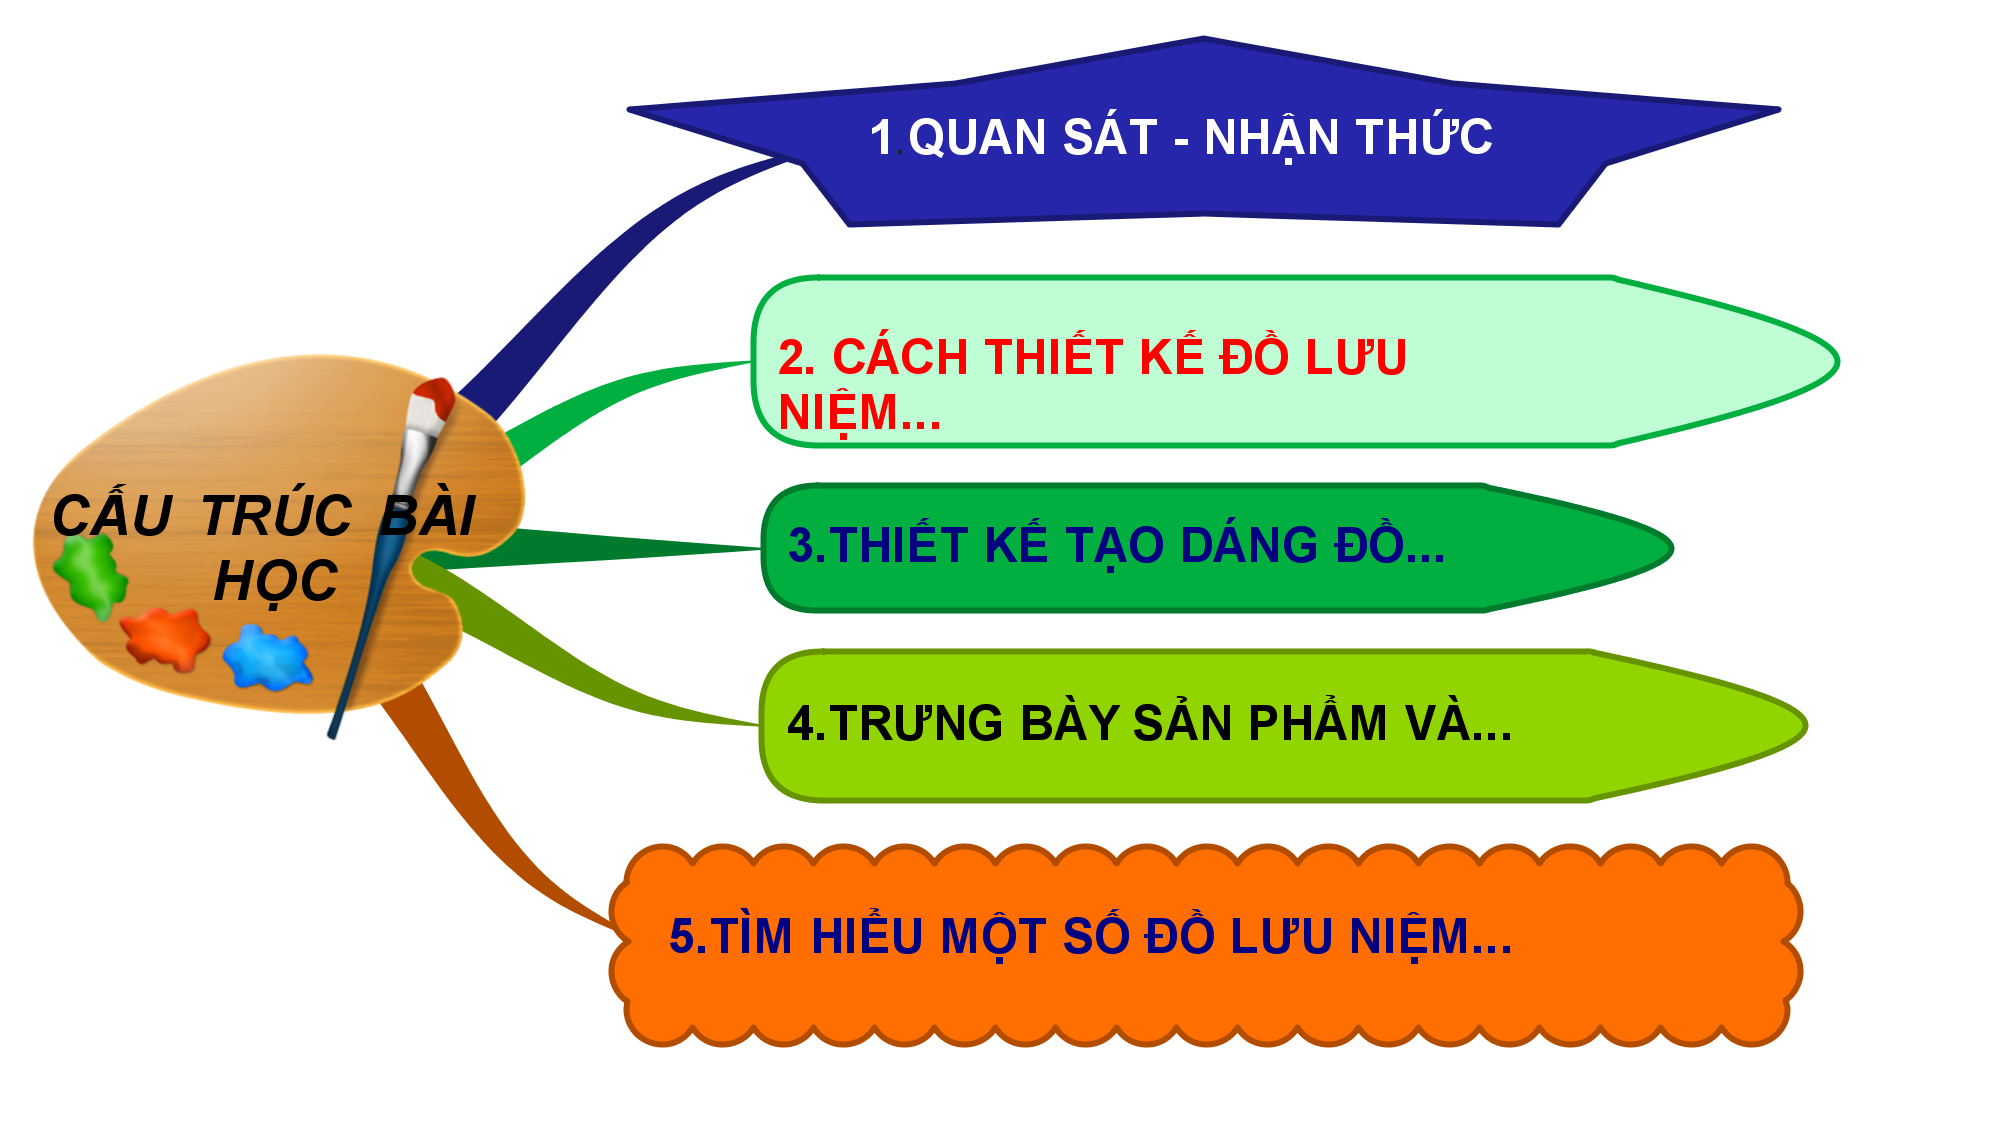 1.QUAN SÁT - NHẬN THỨC
2. CÁCH THIẾT KẾ ĐỒ LƯU
NIỆM...
CẤU TRÚC BÀI
HỌC
3.THIẾT KẾ TẠO DÁNG ĐỒ...
4.TRƯNG BÀY SẢN PHẨM VÀ...
5.TÌM HIỂU MỘT SỐ ĐỒ LƯU NIỆM...